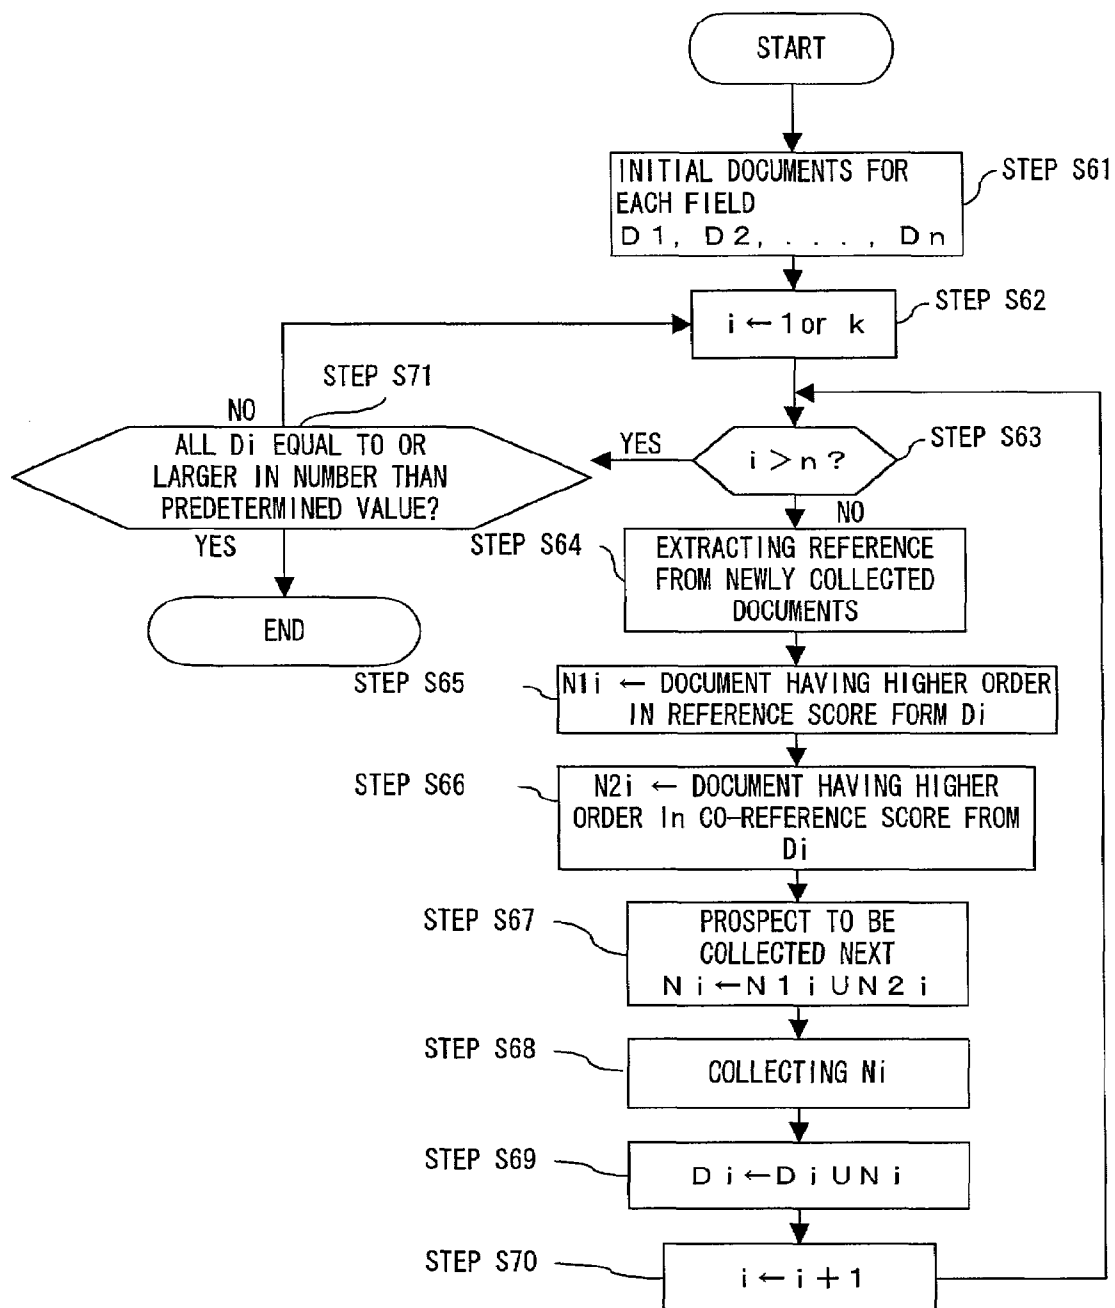 START
INITIAL DOCUMENTS FOR
EACH FIELD
D1, D2, . . . ., Dn
STEP S61
i ← 1 or k
STEP S62
STEP S71
NO
ALL Di EQUAL TO OR
LARGER IN NUMBER THAN
PREDETERMINED VALUE?
YES
END
YES
i > n ?
STEP S63
NO
STEP S64
EXTRACTING REFERENCE
FROM NEWLY COLLECTED
DOCUMENTS
STEP S65
N1i ← DOCUMENT HAVING HIGHER ORDER
IN REFERENCE SCORE FORM Di
STEP S66
N2i ← DOCUMENT HAVING HIGHER
ORDER In CO-REFERENCE SCORE FROM
Di
STEP S67
PROSPECT TO BE
COLLECTED NEXT
Ni←N1i∪N2i
STEP S68
COLLECTING Ni
STEP S69
Di←Di∪Ni
STEP S70
i←i+1